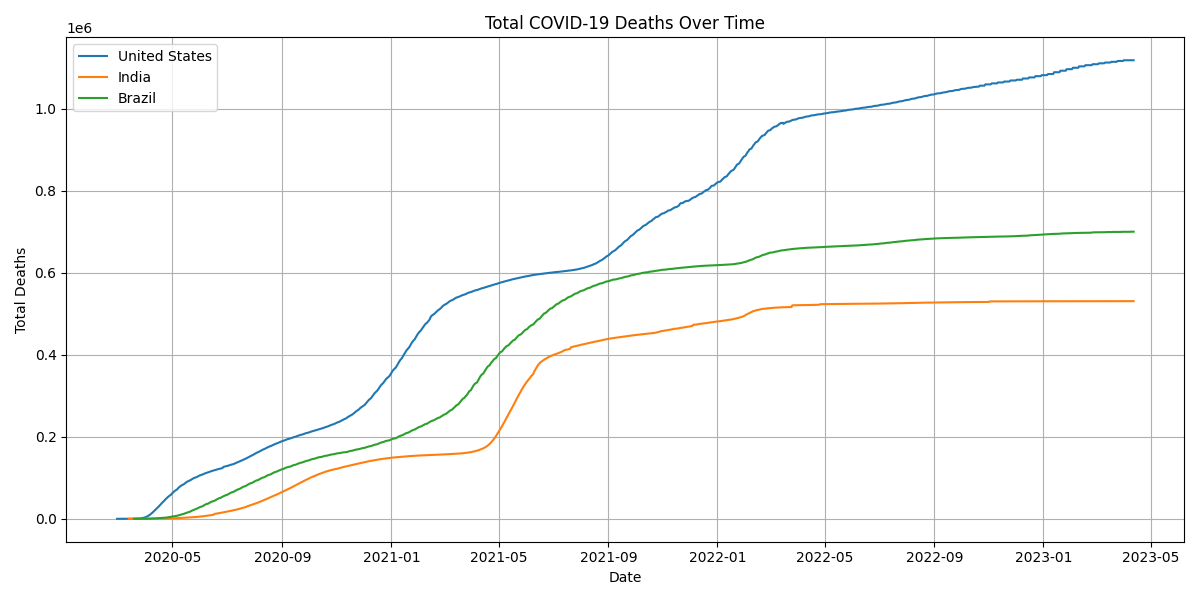 Total COVID-19 Deaths Over Time
1e6
United States
India
Brazil
1.0
0.8
0.6
0.4
0.2
0.0
Total Deaths
2020-05 2020-09 2021-01 2021-05 2021-09 2022-01 2022-05 2022-09 2023-01 2023-05
Date